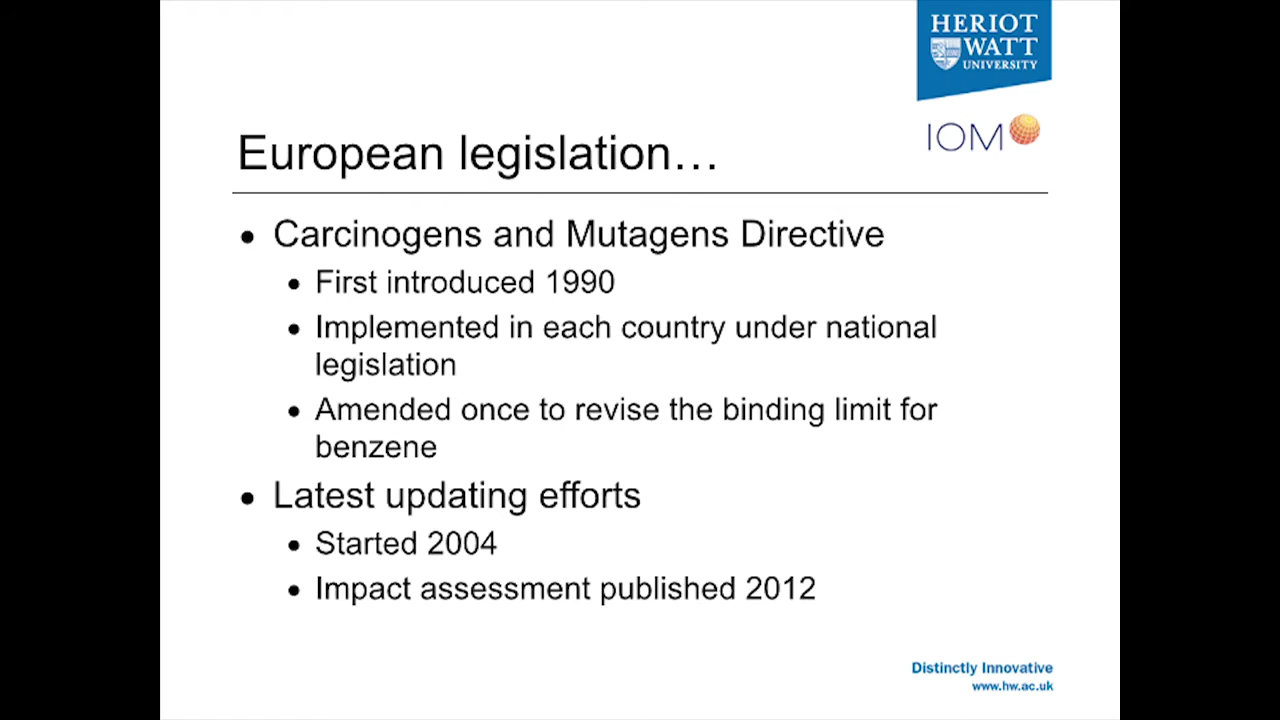 HERIOT
WATT
UNIVERSITY
IOM
European legislation…
• Carcinogens and Mutagens Directive
• First introduced 1990
• Implemented in each country under national
legislation
• Amended once to revise the binding limit for
benzene
• Latest updating efforts
• Started 2004
• Impact assessment published 2012
Distinctly Innovative
www.hw.ac.uk